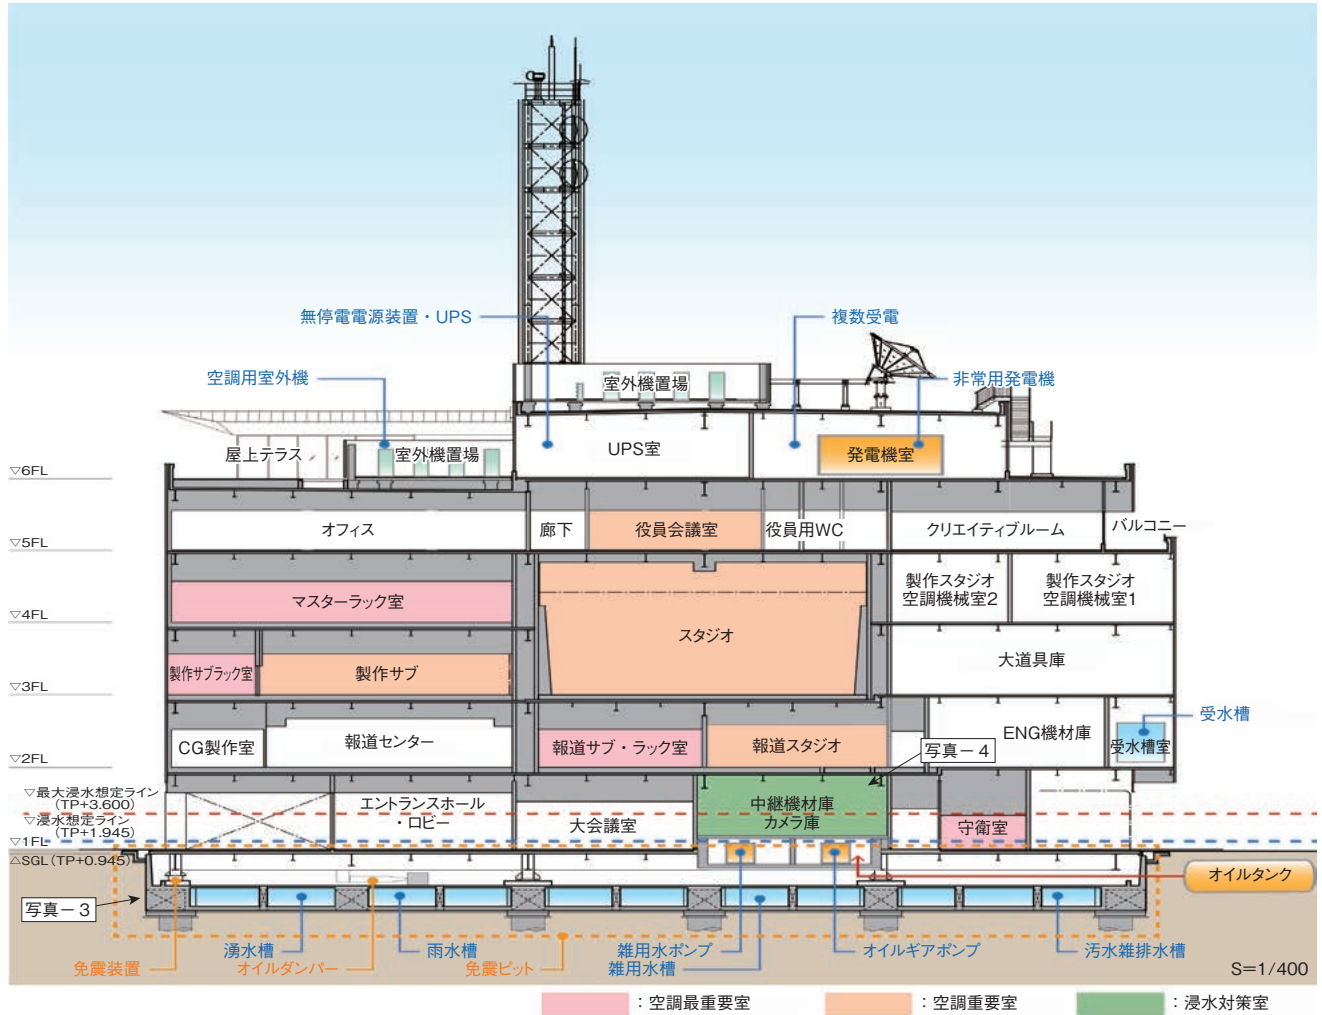 無停電電源装置・UPS
複数受電
空調用室外機
室外機置場
非常用発電機
屋上テラス
室外機置場
UPS室
発電機室
▽6FL
オフィス
廊下
役員会議室
役員用WC
クリエイティブルーム
バルコニー
▽5FL
マスターラック室
スタジオ
製作スタジオ
空調機械室2
製作スタジオ
空調機械室1
▽4FL
製作サブラック室
製作サブ
大道具庫
▽3FL
CG製作室
報道センター
報道サブ・ラック室
報道スタジオ
ENG機材庫
受水槽
受水槽室
写真−4
▽2FL
▽最大浸水想定ライン
(TP+3.600)
▽浸水想定ライン
(TP+1.945)
▽1FL
△SGL(TP+0.945)
エントランスホール
・ロビー
大会議室
中継機材庫
カメラ庫
守衛室
オイルタンク
写真−3
湧水槽
雨水槽
雑用水ポンプ
オイルギアポンプ
汚水雑排水槽
免震装置
オイルダンパー
免震ピット
雑用水槽
S=1/400
：空調最重要室
：空調重要室
：浸水対策室